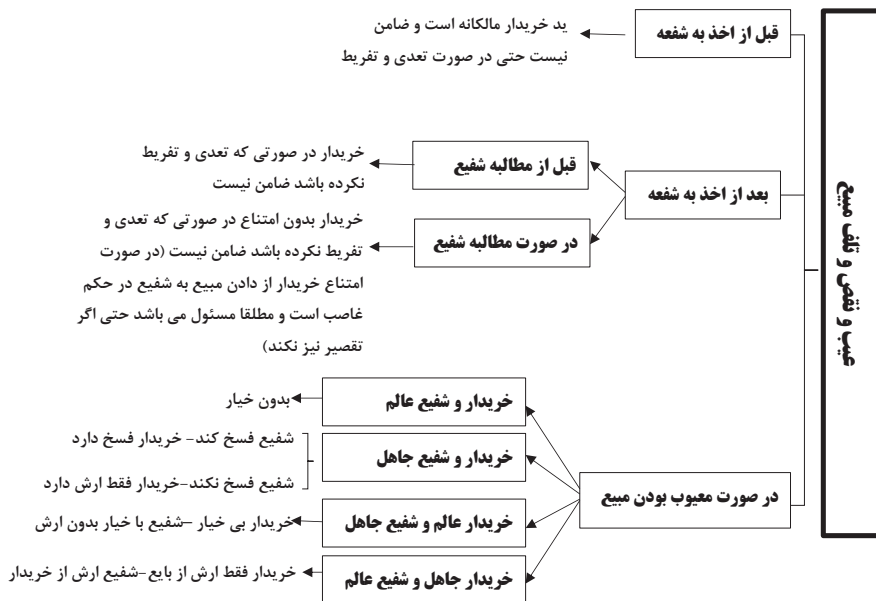 عیب و نقص و تلف مبیع
قبل از اخذ به شفعه
ید خریدار مالکانه است و ضامن
نیست حتی در صورت تعدی و تفریط
بعد از اخذ به شفعه
قبل از مطالبه شفیع
خریدار در صورتی که تعدی و تفریط
نکرده باشد ضامن نیست
در صورت مطالبه شفیع
خریدار بدون امتناع در صورتی که تعدی و
تفریط نکرده باشد ضامن نیست (در صورت
امتناع خریدار از دادن مبیع به شفیع در حکم
غاصب است و مطلقا مسئول می باشد حتی اگر
تقصیر نیز نکند)
در صورت معیوب بودن مبیع
خریدار و شفیع عالم
بدون خیار
خریدار و شفیع جاهل
شفیع فسخ کند- خریدار فسخ دارد
شفیع فسخ نکند-خریدار فقط ارش دارد
خریدار عالم و شفیع جاهل
خریدار بی خیار –شفیع با خیار بدون ارش
خریدار جاهل و شفیع عالم
خریدار فقط ارش از بایع-شفیع ارش از خریدار